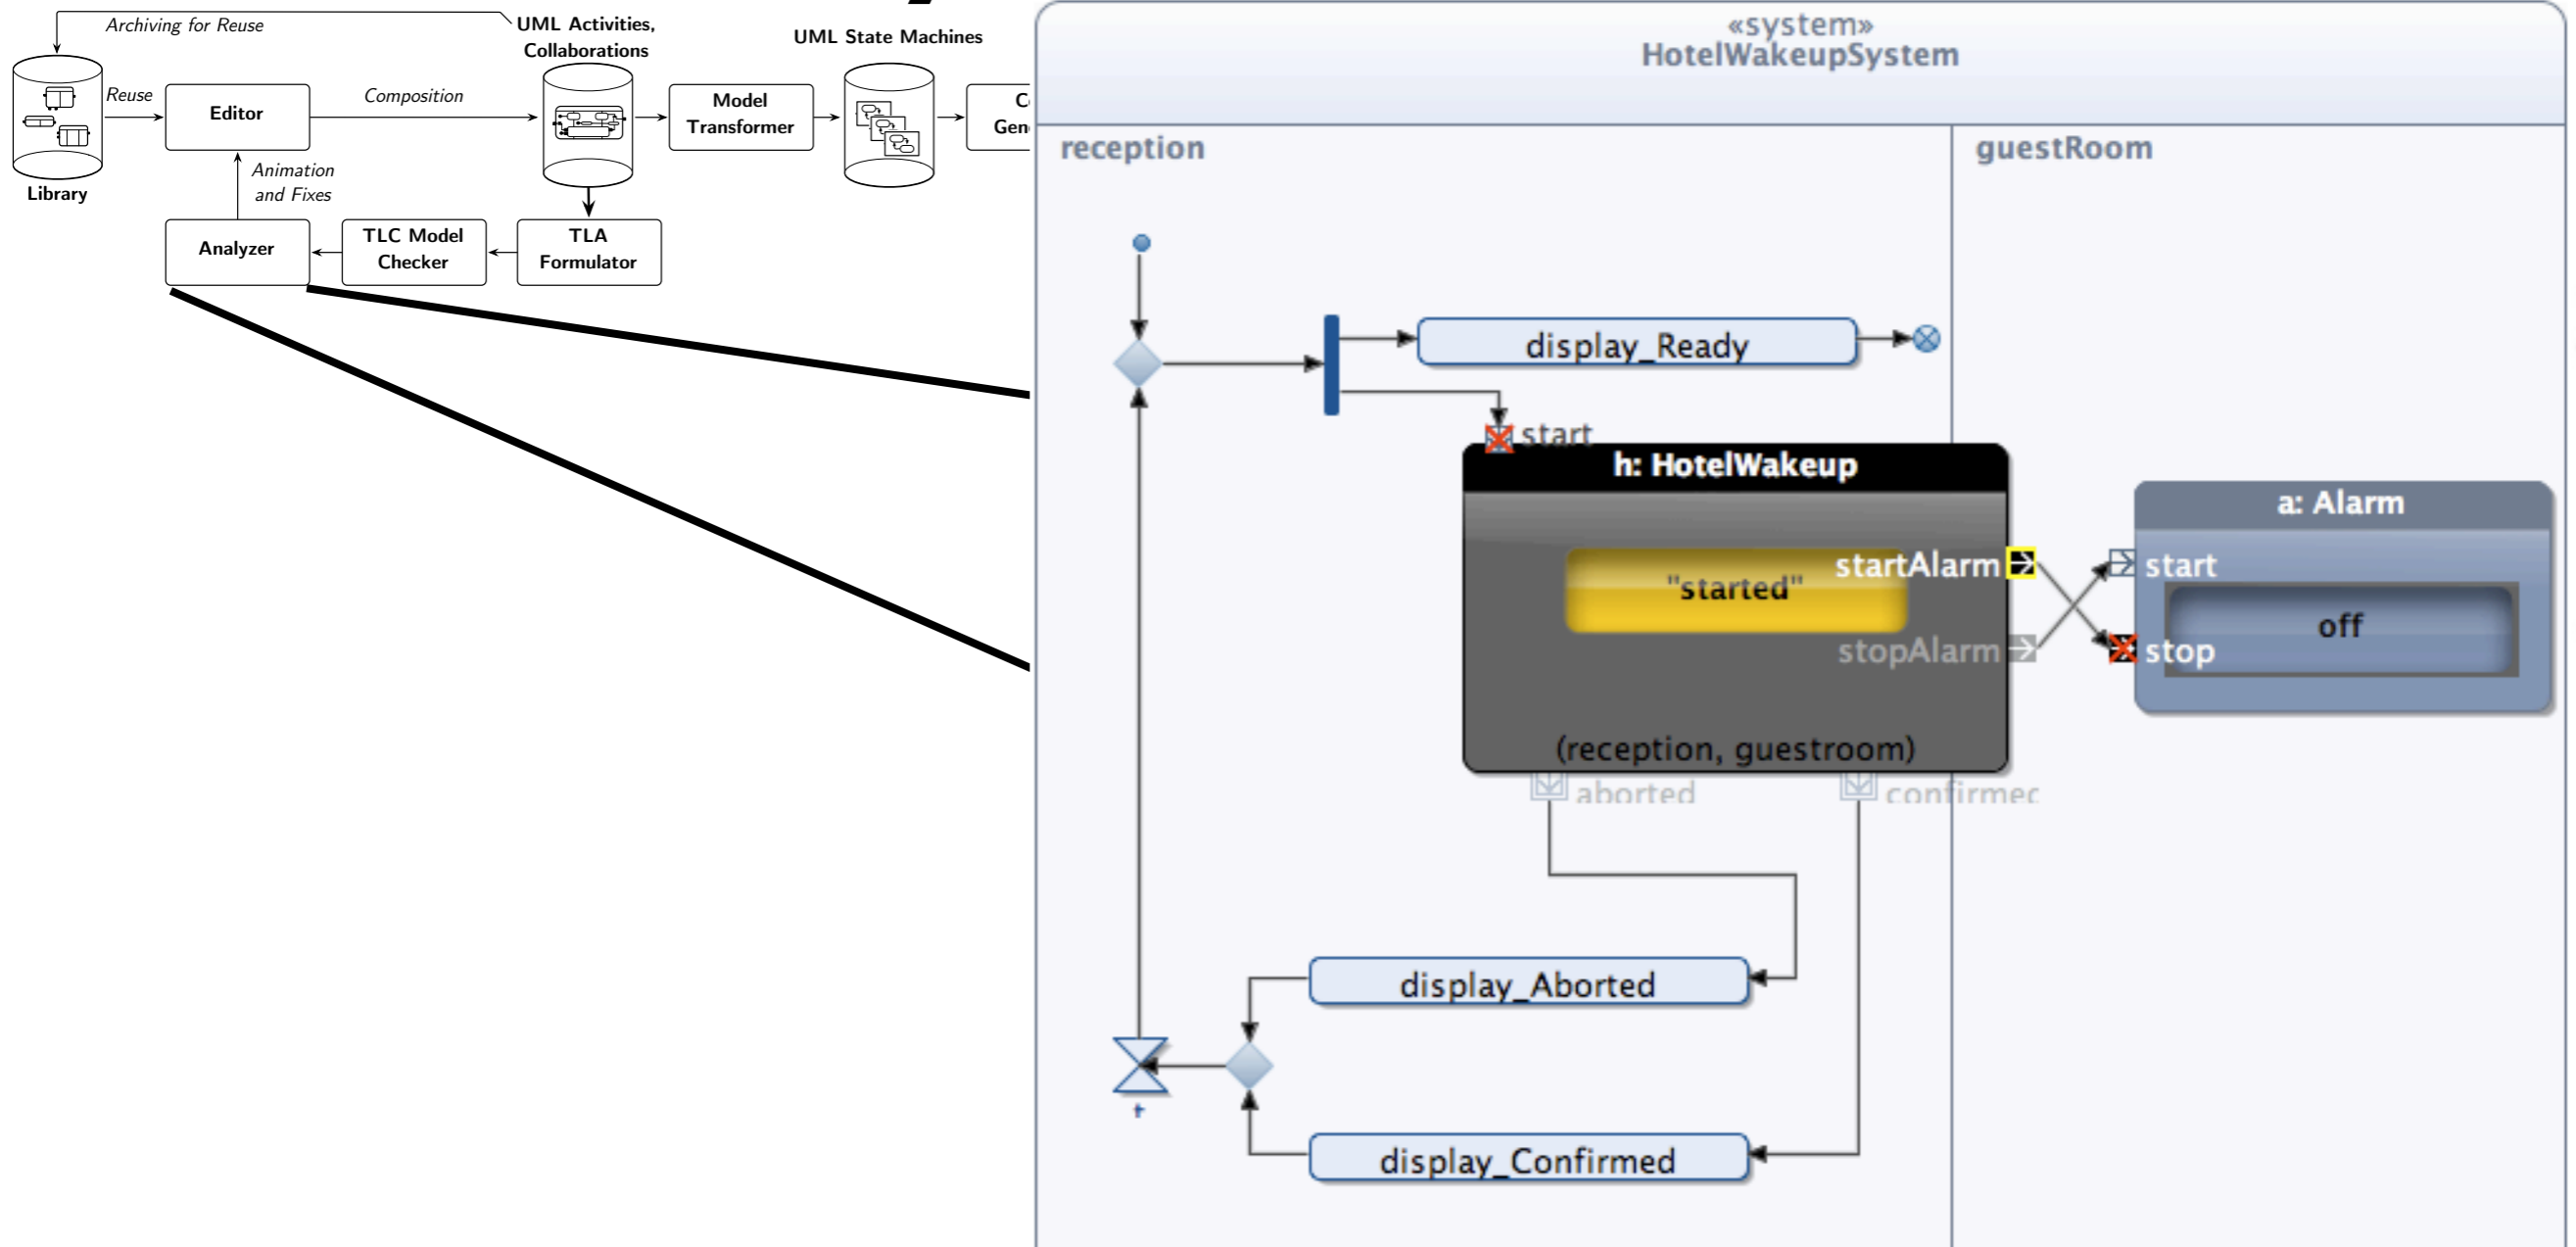 Archiving for Reuse
UML Activities,
Collaborations
UML State Machines
Reuse
Editor
Composition
Model
Transformer
Library
Animation
and Fixes
Analyzer
TLC Model
Checker
TLA
Formulator
«system»
HotelWakeupSystem
reception
guestRoom
display_Ready
start
h: HotelWakeup
"started"
startAlarm
stopAlarm
(reception, guestroom)
aborted
a: Alarm
start
off
stop
display_Aborted
display_Confirmed